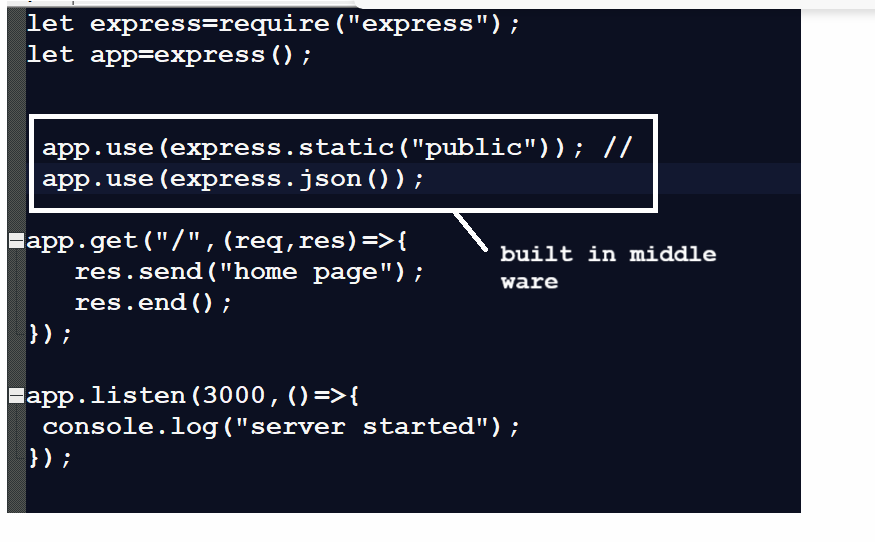 let express=require("express");
let app=express();
app.use(express.static("public")); //
app.use(express.json());
app.get("/",(req,res)=>{
res.send("home page");
res.end();
});
built in middle
ware
app.listen(3000,()=>{
console.log("server started");
});